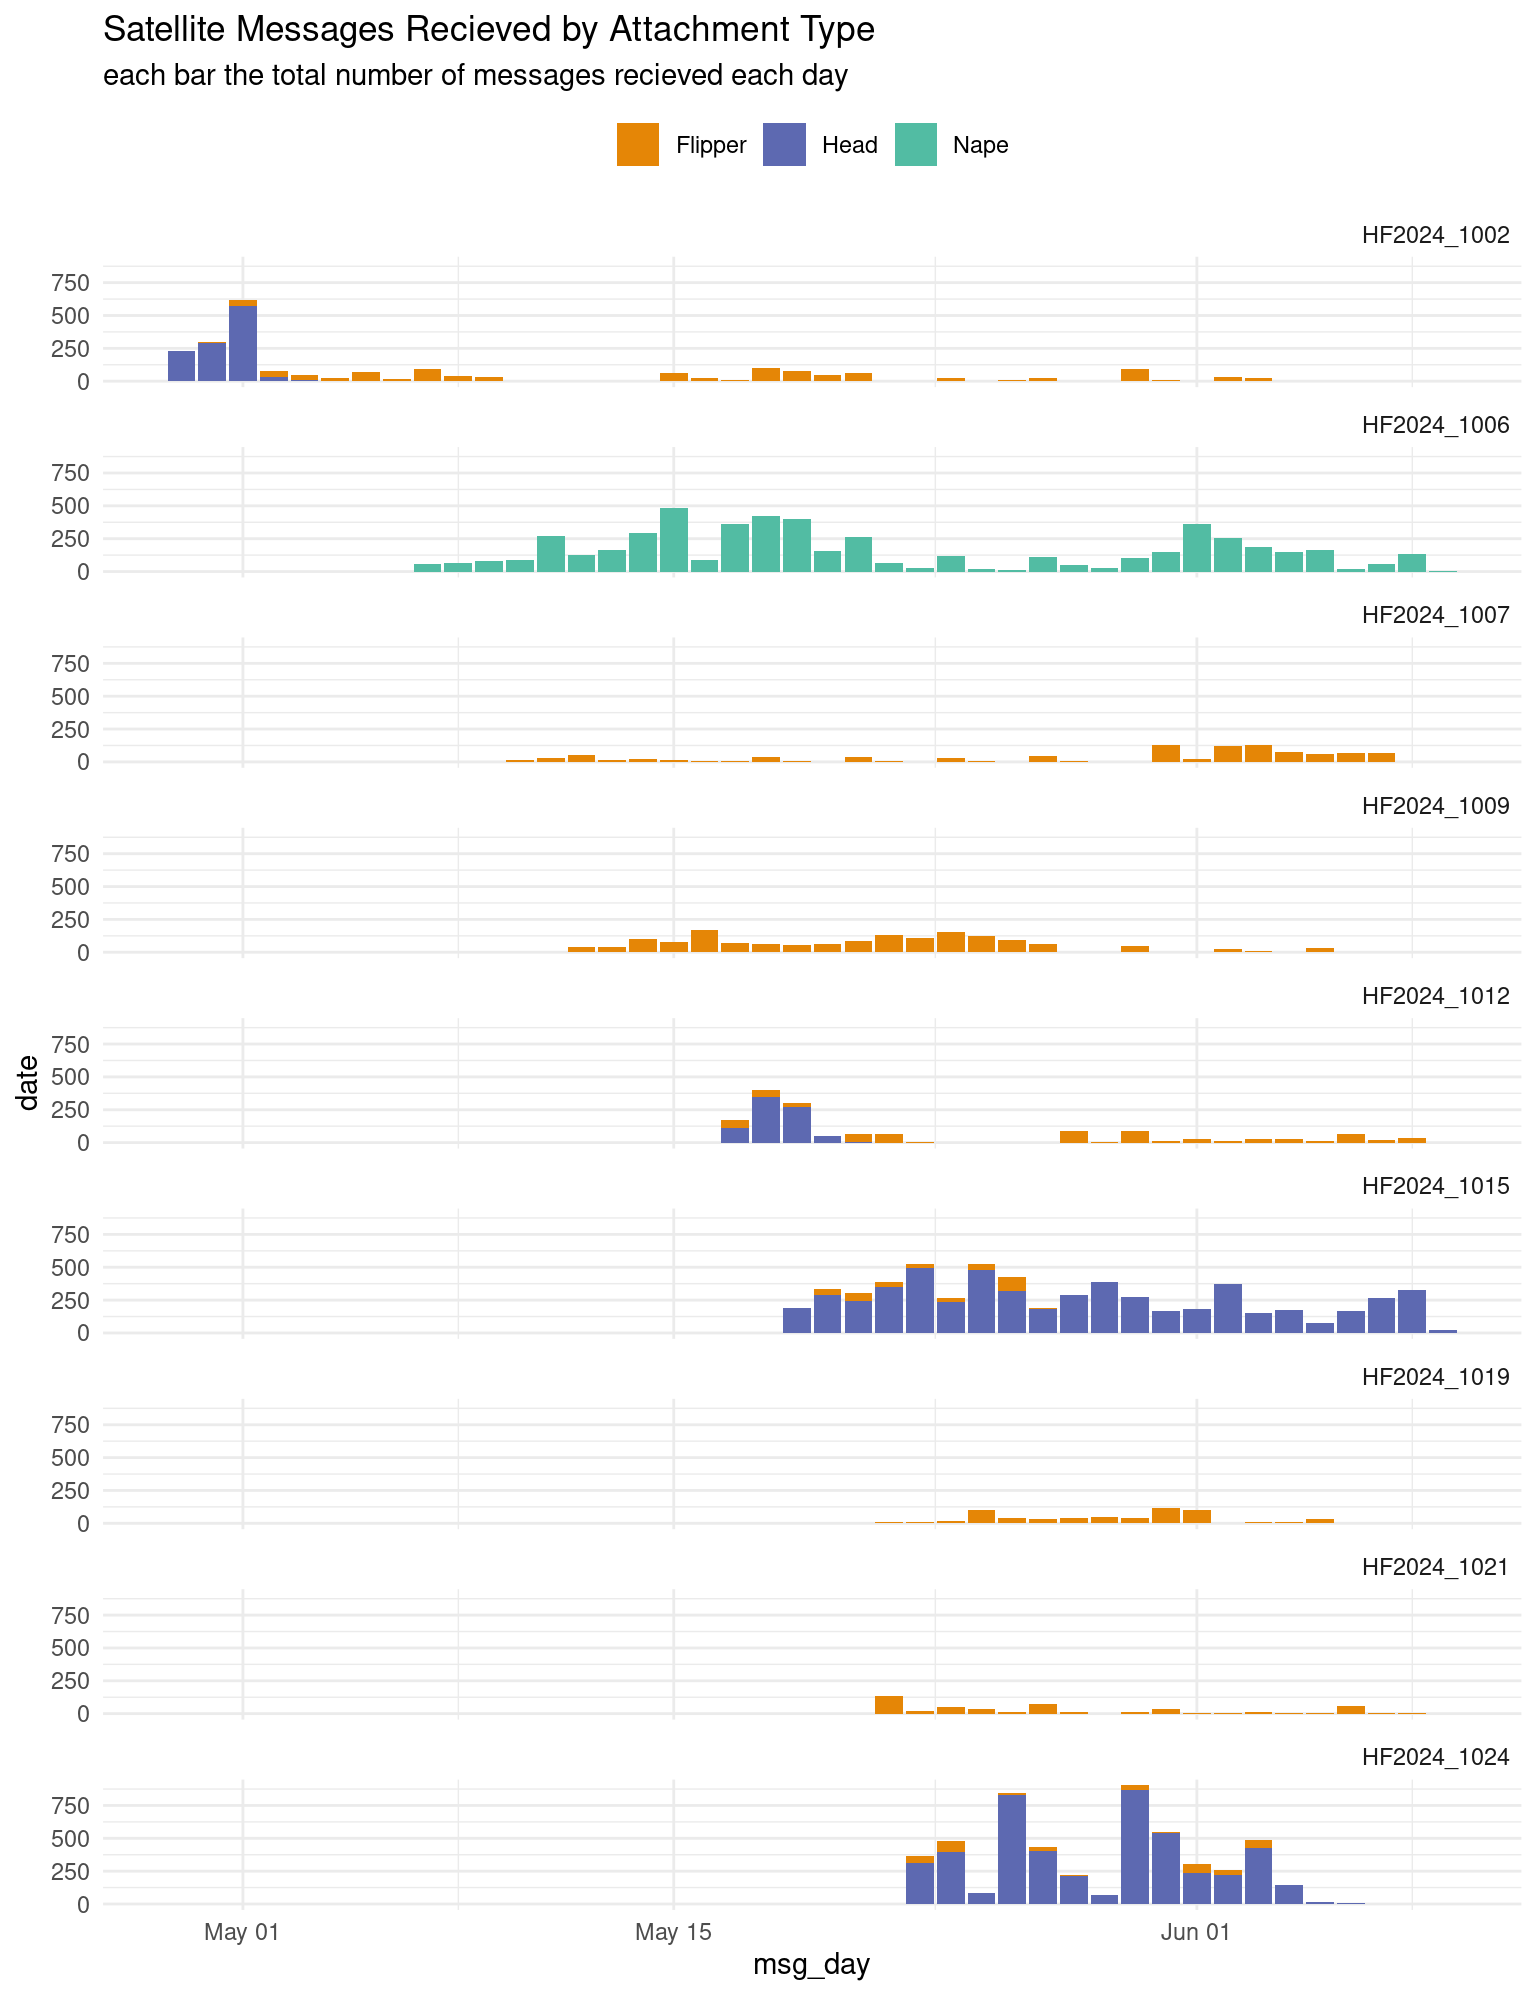 Satellite Messages Recieved by Attachment Type
each bar the total number of messages recieved each day
Flipper Head Nape
HF2024_1002
750
500
250
0
HF2024_1006
750
500
250
0
HF2024_1007
750
500
250
0
HF2024_1009
750
500
250
0
HF2024_1012
750
500
250
0
date
HF2024_1015
750
500
250
0
HF2024_1019
750
500
250
0
HF2024_1021
750
500
250
0
HF2024_1024
750
500
250
0
May 01 May 15 Jun 01
msg_day